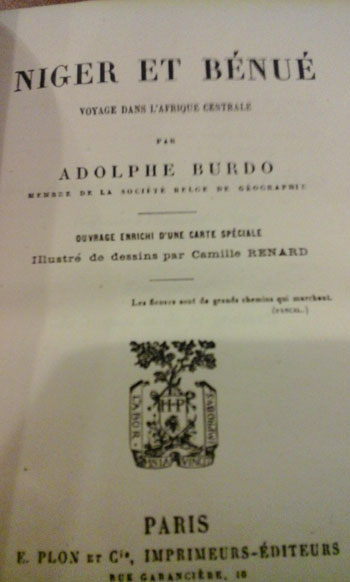 NIGER ET BÉNUÉ
VOYAGE DANS L'AFRIQUE CENTRALE
PAR
ADOLPHE BURDO
MEMBRE DE LA SOCIÉTÉ BELGE DE GÉOGRAPHIE
OUVRAGE ENRICHI D'UNE CARTE SPÉCIALE
Illustré de dessins par Camille RENARD
Les fleuves sont de grands chemins qui marchent.
(PASCAL.)
LABOR
HP
PARIS
E. PLON ET Cie, IMPRIMEURS-ÉDITEURS
RUE GARANCIÈRE, 10